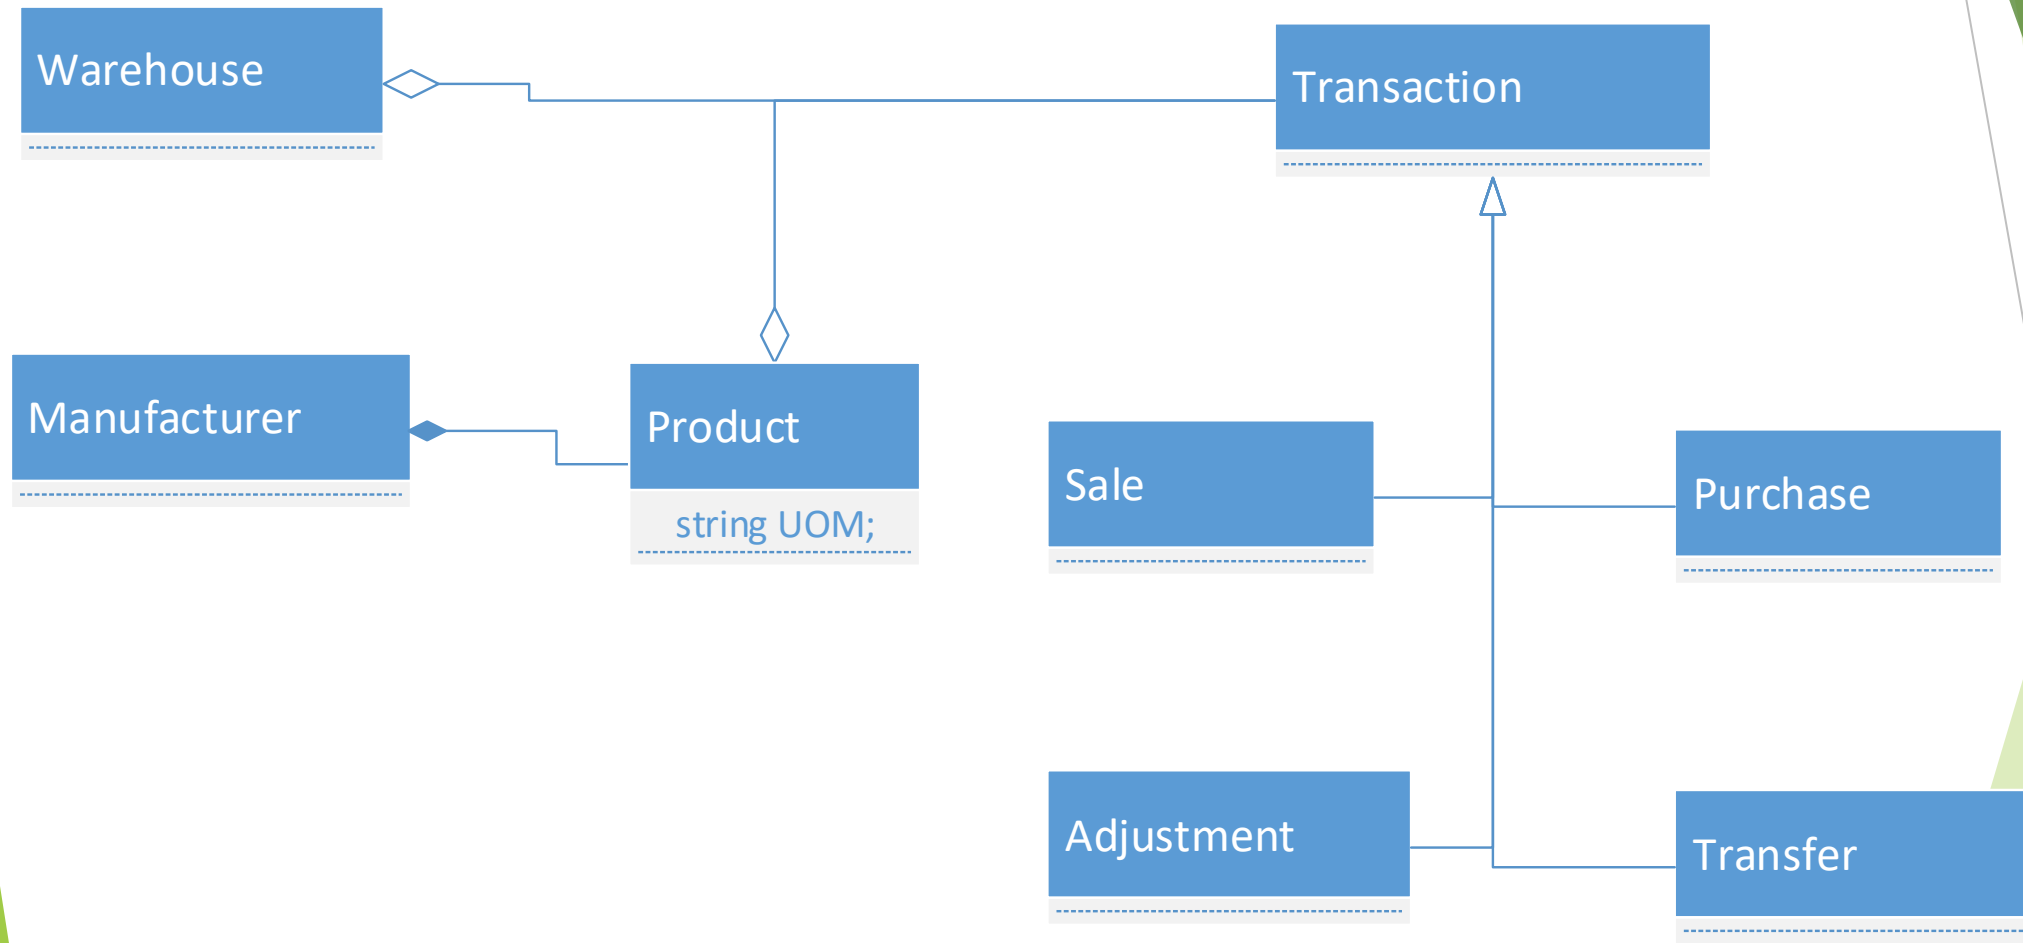 Warehouse
Transaction
Manufacturer
Product
string UOM;
Sale
Purchase
Adjustment
Transfer